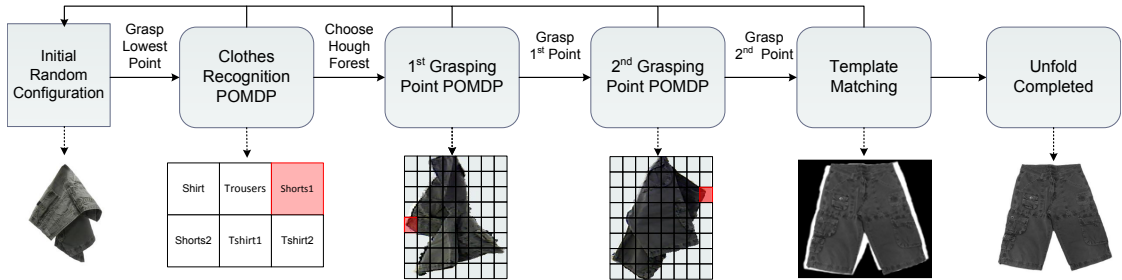 Initial
Random
Configuration
Grasp
Lowest
Point
Clothes
Recognition
POMDP
Choose
Hough
Forest
1st Grasping
Point POMDP
Grasp
1st Point
2nd Grasping
Point POMDP
Grasp
2nd Point
Template
Matching
Unfold
Completed
Shirt
Trousers
Shorts1
Shorts2
Tshirt1
Tshirt2